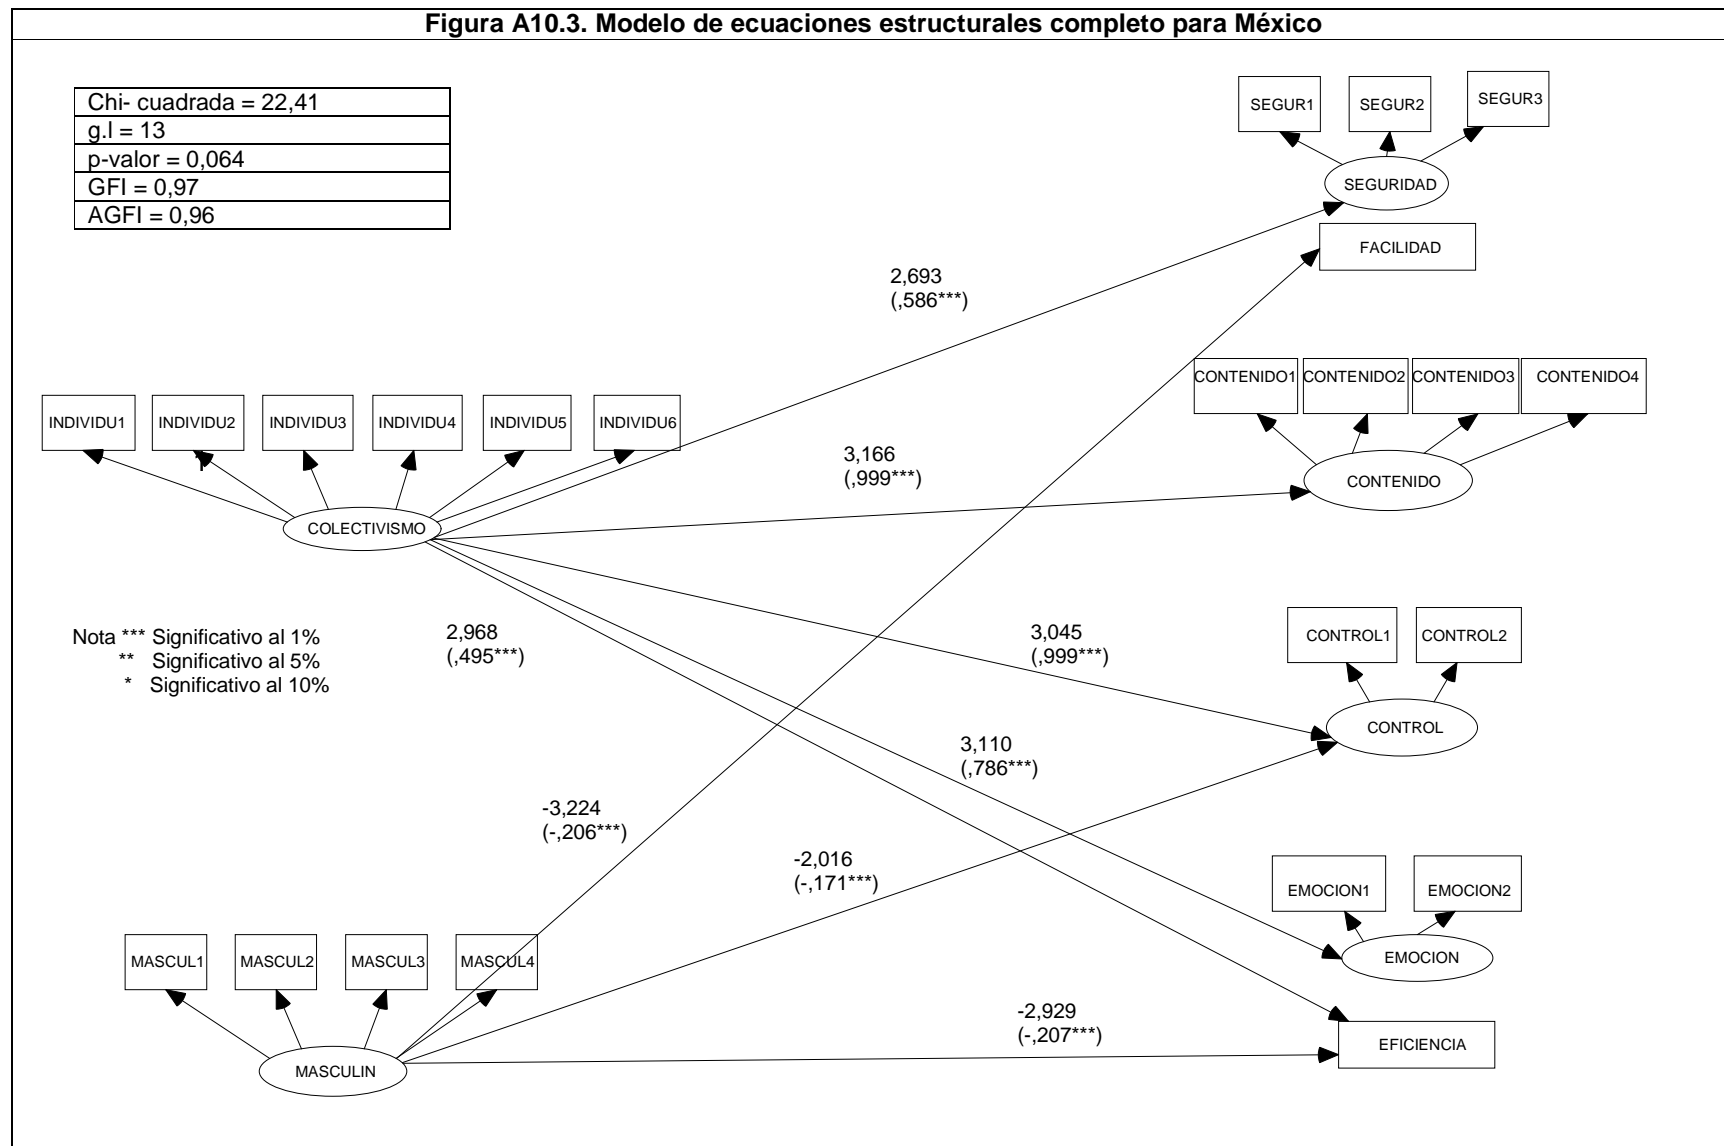 Figura A10.3. Modelo de ecuaciones estructurales completo para México
Chi- cuadrada = 22,41
g.l = 13
p-valor = 0,064
GFI = 0,97
AGFI = 0,96
SEGUR1
SEGUR2
SEGUR3
SEGURIDAD
FACILIDAD
2,693
(,586***)
CONTENIDO1
CONTENIDO2
CONTENIDO3
CONTENIDO4
CONTENIDO
INDIVIDU1
INDIVIDU2
INDIVIDU3
INDIVIDU4
INDIVIDU5
INDIVIDU6
1
COLECTIVISMO
3,166
(,999***)
Nota *** Significativo al 1%
** Significativo al 5%
* Significativo al 10%
2,968
(,495***)
3,045
(,999***)
CONTROL1
CONTROL2
CONTROL
3,110
(,786***)
-3,224
(-,206***)
-2,016
(-,171***)
EMOCION1
EMOCION2
EMOCION
MASCUL1
MASCUL2
MASCUL3
MASCUL4
MASCULIN
-2,929
(-,207***)
EFICIENCIA